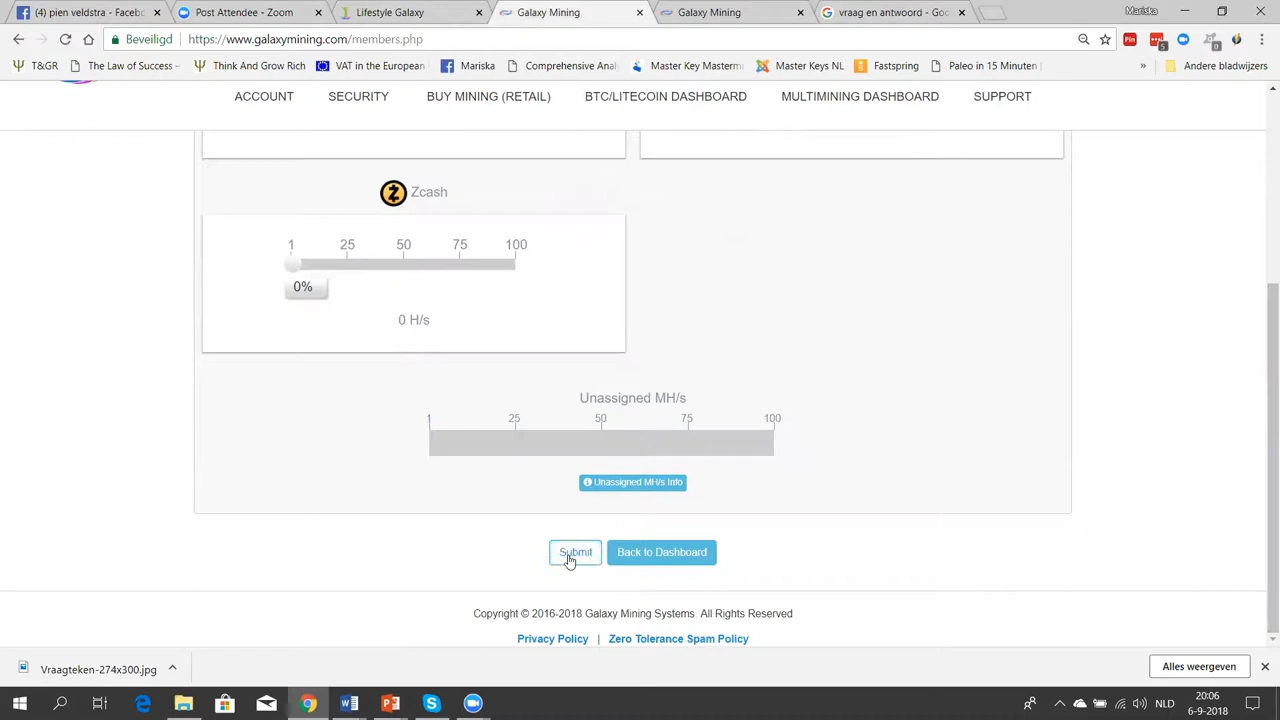 (4) pien veldstra - Faceb
Post Attendee - Zoom
Lifestyle Galaxy
Galaxy Mining
Galaxy Mining
vraag en antwoord - Goo
Mariska
Beveiligd
https://www.galaxymining.com/members.php
T&GR
The Law of Success -
Think And Grow Rich
VAT in the European
Mariska
Comprehensive Anal
Master Key Masterm
Master Keys NL
Fastspring
Paleo in 15 Minuten
»
Andere bladwijzers
ACCOUNT SECURITY BUY MINING (RETAIL) BTC/LITECOIN DASHBOARD MULTIMINING DASHBOARD SUPPORT
Zcash
1 25 50 75 100
0%
0 H/s
Unassigned MH/s
1 25 50 75 100
Unassigned MH/s Info
Submit Back to Dashboard
Copyright © 2016-2018 Galaxy Mining Systems. All Rights Reserved
Privacy Policy | Zero Tolerance Spam Policy
Vraagteken-274x300.jpg
Alles weergeven
NLD
20:06
6-9-2018